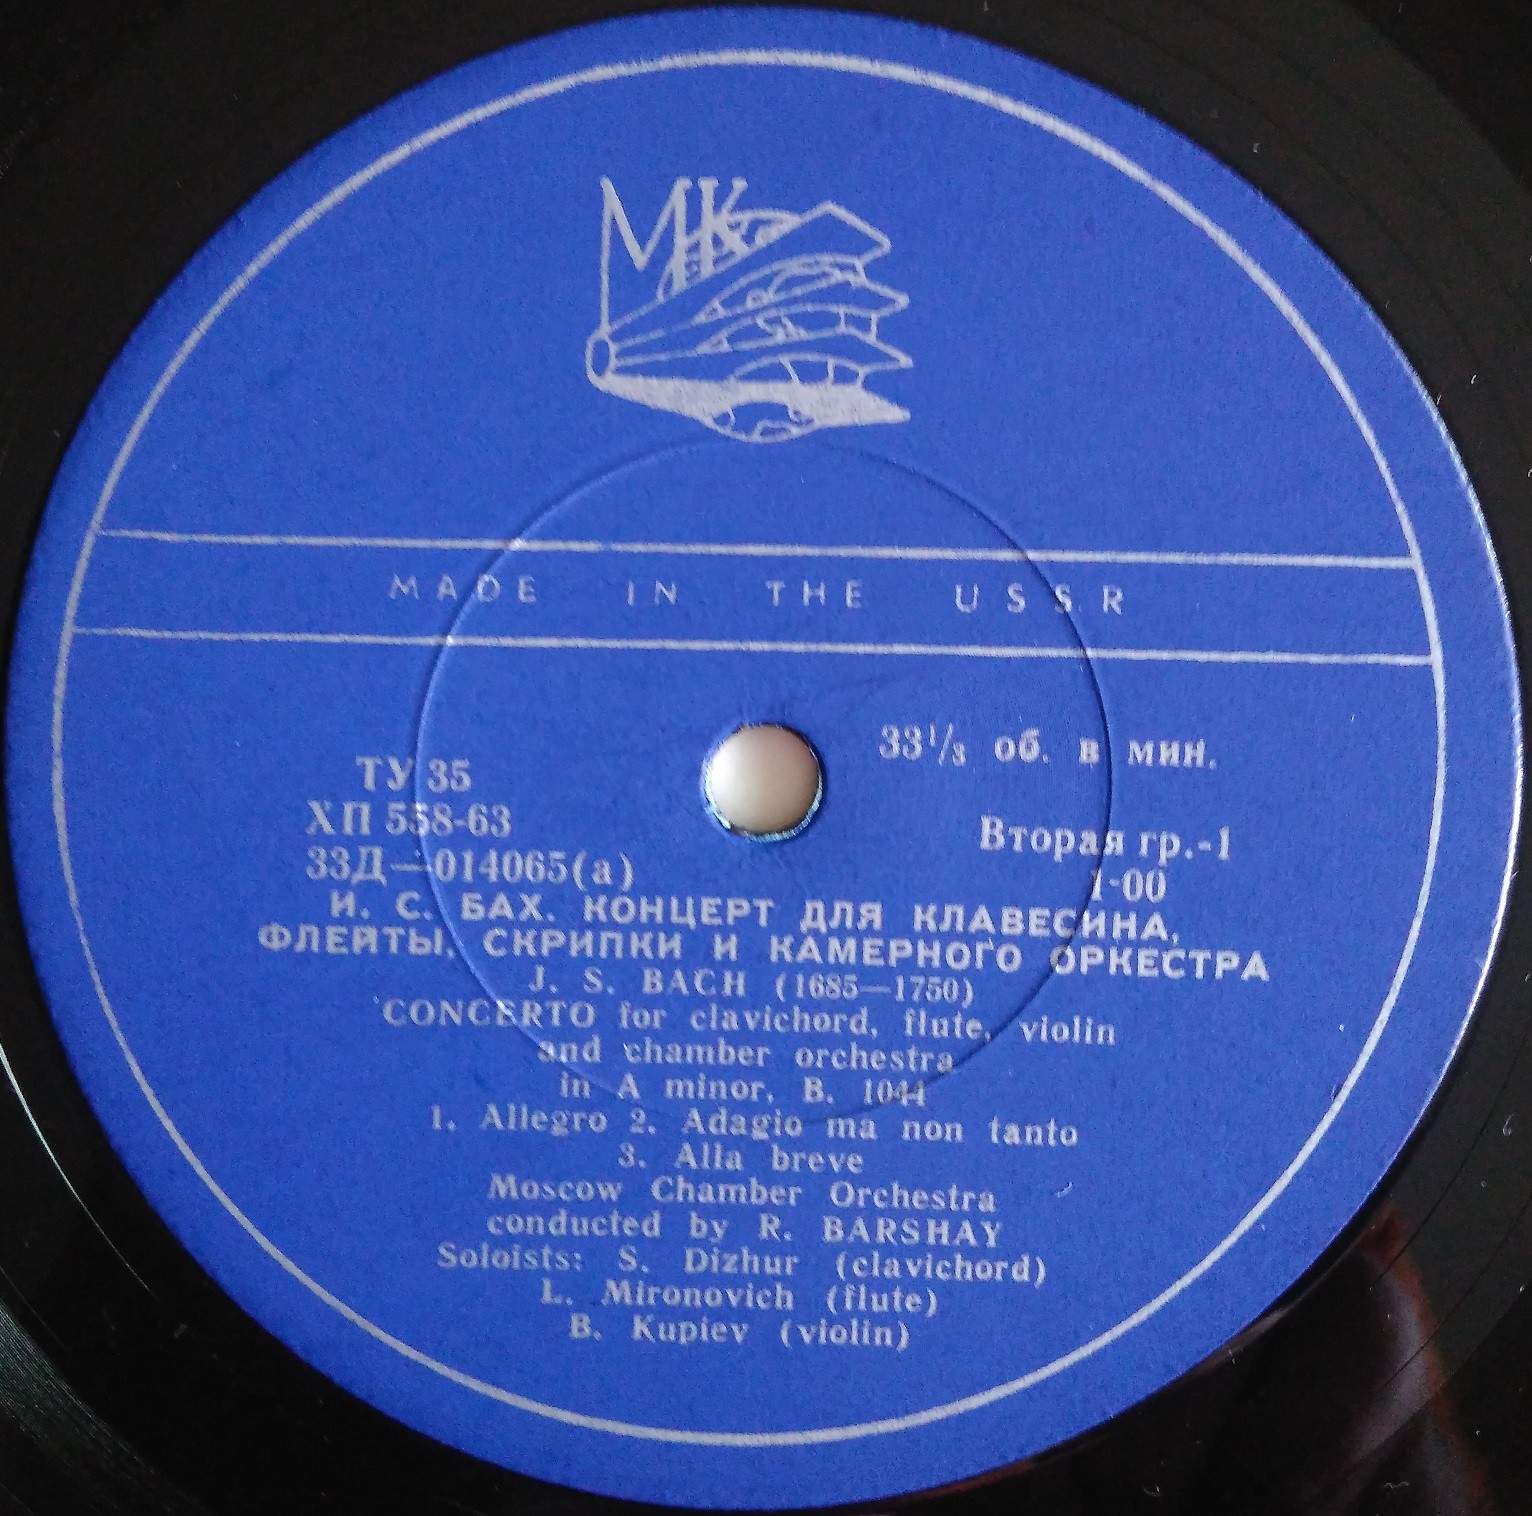 МК
MADE IN THE USSR
33⅓ об. в мин.
ТУ 35
ХП 558-63
Вторая гр.-1
33Д—014065(а)
1-00
И. С. БАХ. КОНЦЕРТ ДЛЯ КЛАВЕСИНА,
ФЛЕЙТЫ, СКРИПКИ И КАМЕРНОГО ОРКЕСТРА
J. S. BACH (1685—1750)
CONCERTO for clavichord, flute, violin
and chamber orchestra
in A minor, B. 1044
1. Allegro 2. Adagio ma non tanto
3. Alla breve
Moscow Chamber Orchestra
conducted by R. BARSHAY
Soloists: S. Dizhur (clavichord)
L. Mironovich (flute)
B. Kupiev (violin)